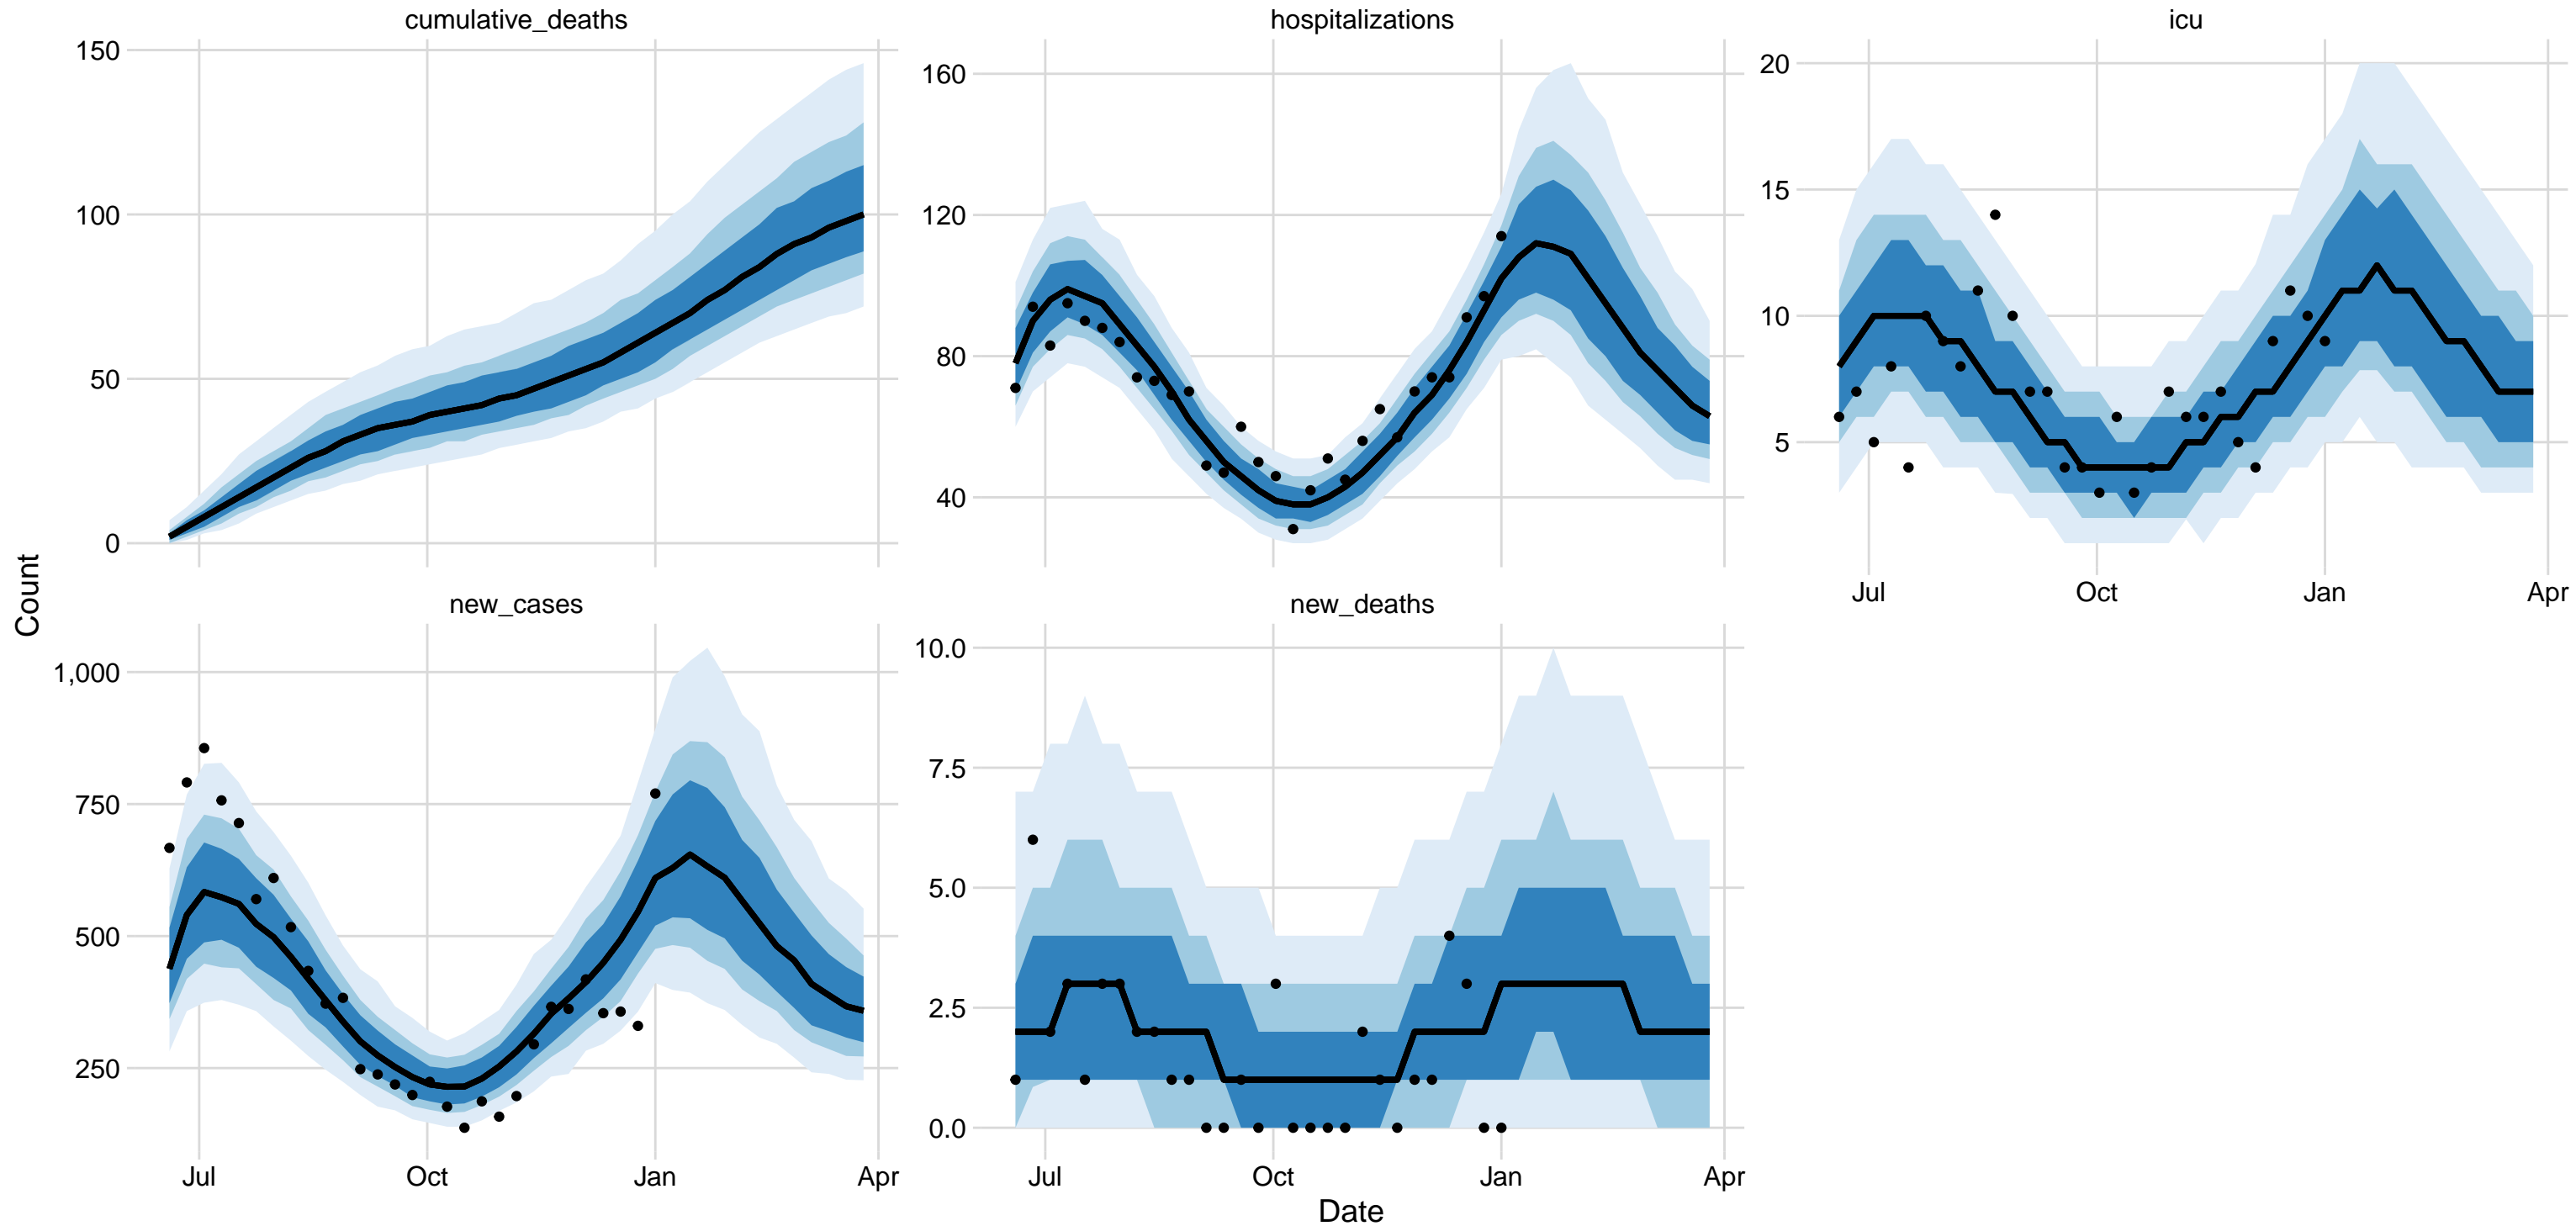 cumulative_deaths
hospitalizations
icu
150
100
50
0
160
120
80
40
20
15
10
5
Jul
Oct
Jan
Apr
Count
new_cases
new_deaths
1,000
750
500
250
10.0
7.5
5.0
2.5
0.0
Jul
Oct
Jan
Apr
Jul
Oct
Jan
Apr
Date